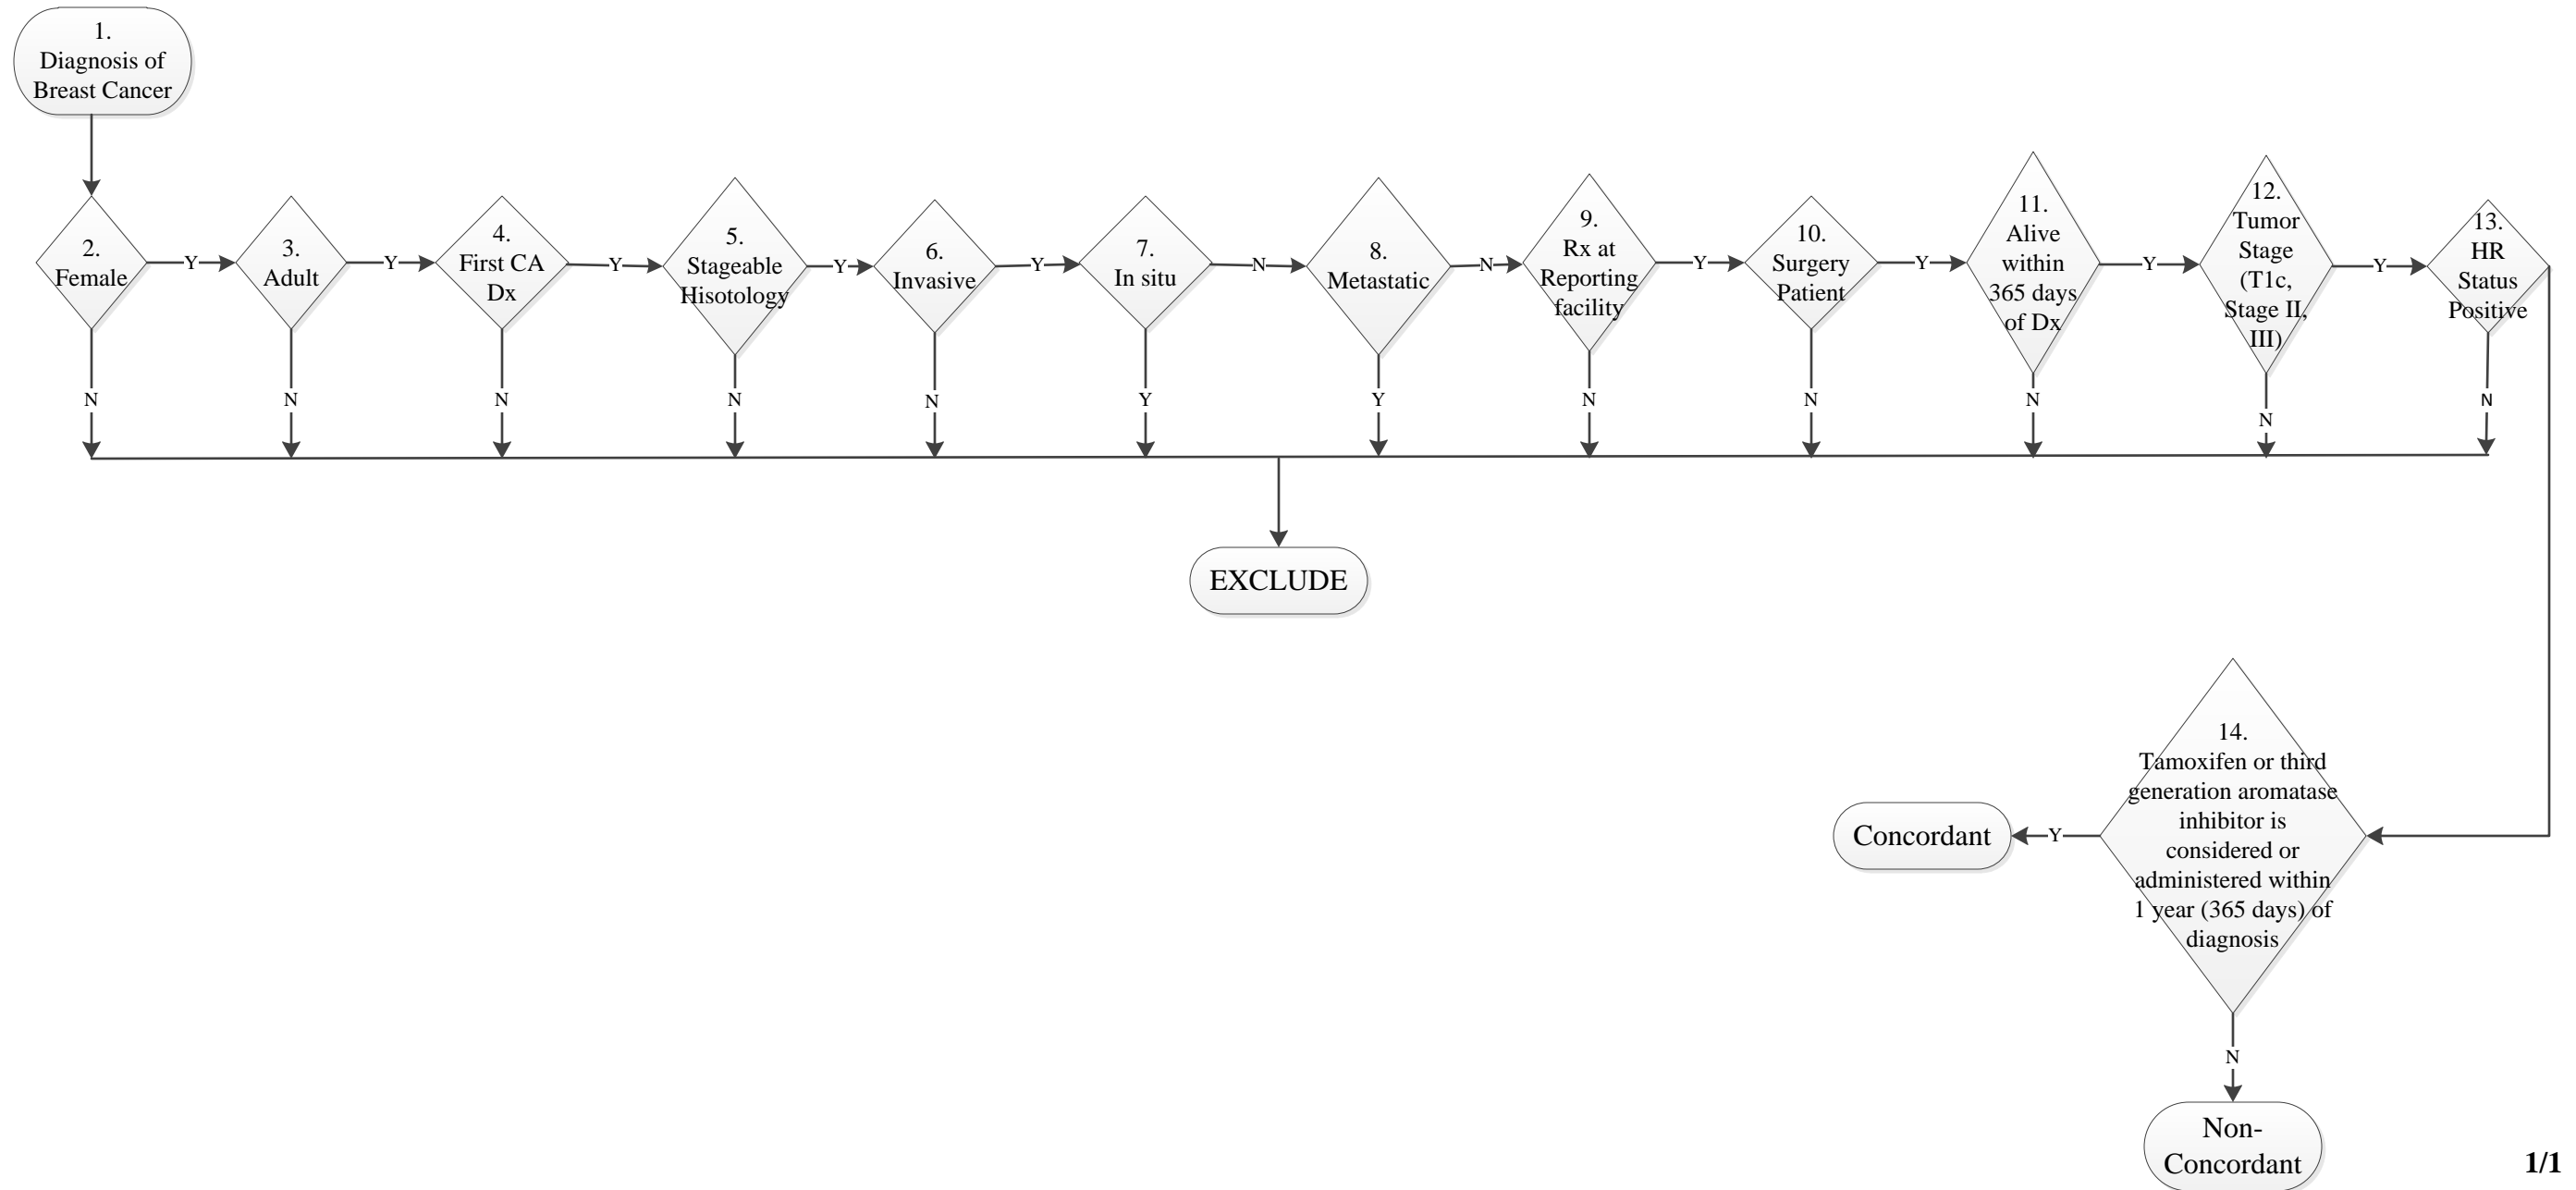 1.
Diagnosis of
Breast Cancer
2.
Female
Y
N
3.
Adult
Y
N
4.
First CA
Dx
Y
N
5.
Stageable
Hisotology
Y
N
6.
Invasive
Y
N
7.
In situ
N
Y
8.
Metastatic
N
Y
9.
Rx at
Reporting
facility
Y
N
10.
Surgery
Patient
Y
N
11.
Alive
within
365 days
of Dx
Y
N
12.
Tumor
Stage
(T1c,
Stage II,
III)
Y
N
13.
HR
Status
Positive
N
EXCLUDE
14.
Tamoxifen or third
generation aromatase
inhibitor is
considered or
administered within
1 year (365 days) of
diagnosis
Y
Concordant
N
Non-
Concordant
1/1